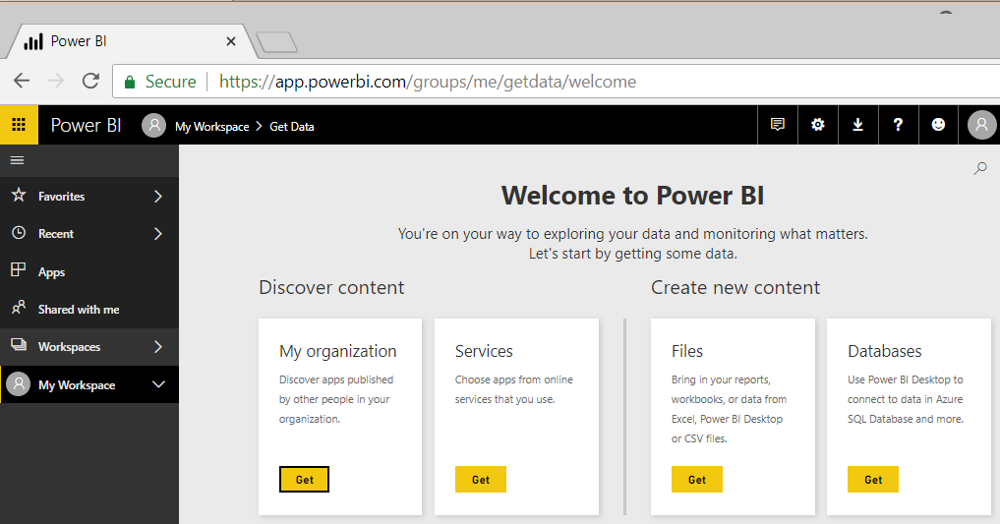 Power BI
Secure https://app.powerbi.com/groups/me/getdata/welcome
Power BI My Workspace > Get Data ?
Favorites
Recent
Apps
Shared with me
Workspaces
My Workspace
Welcome to Power BI
You're on your way to exploring your data and monitoring what matters.
Let's start by getting some data.
Discover content
Create new content
My organization
Discover apps published
by other people in your
organization.
Get
Services
Choose apps from online
services that you use.
Get
Files
Bring in your reports,
workbooks, or data from
Excel, Power BI Desktop
or CSV files.
Get
Databases
Use Power BI Desktop to
connect to data in Azure
SQL Database and more.
Get